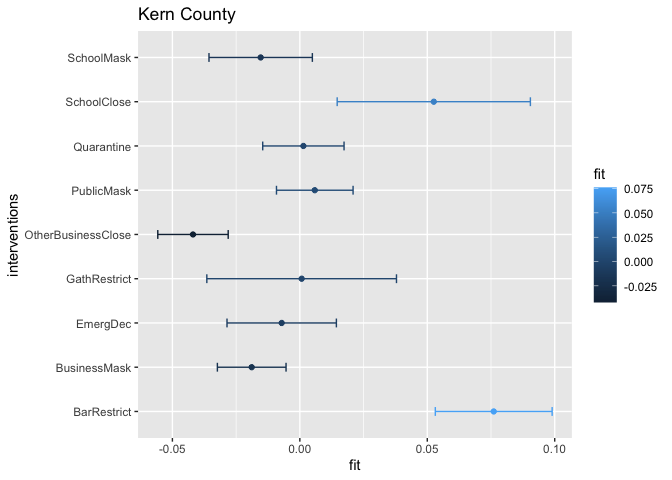 Kern County
interventions
SchoolMask
SchoolClose
Quarantine
PublicMask
OtherBusinessClose
GathRestrict
EmergDec
BusinessMask
BarRestrict
-0.05 0.00 0.05 0.10
fit
fit
0.075
0.050
0.025
0.000
-0.025